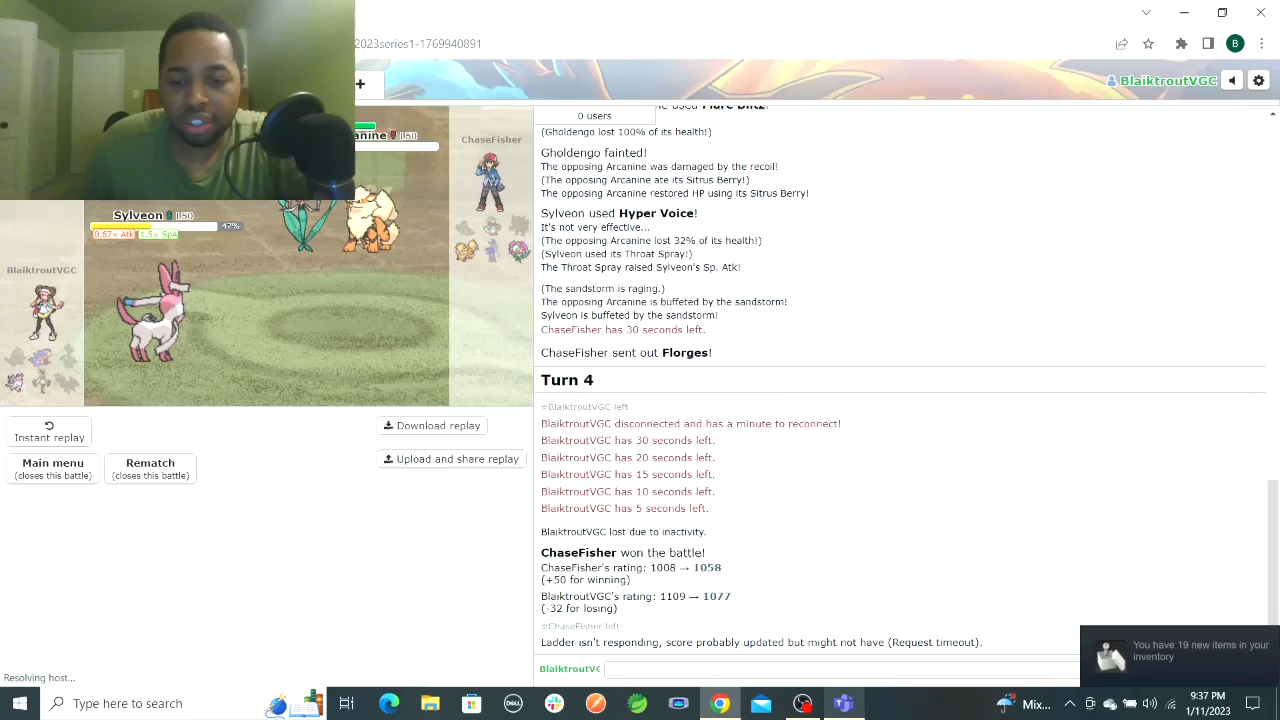 2023series1-1769940891
B
+
BlaiktroutVGC
0 users
Flare Blitz!
(Gholdengo lost 100% of its health!)
Gholdengo fainted!
The opposing Arcanine was damaged by the recoil!
(The opposing Arcanine ate its Sitrus Berry!)
The opposing Arcanine restored HP using its Sitrus Berry!)
Sylveon used Hyper Voice!
It's not very effective...
(The opposing Arcanine lost 32% of its health!)
(Sylveon used its Throat Spray!)
The Throat Spray raised Sylveon's Sp. Atk!
(The sandstorm is raging.)
The opposing Arcanine is buffeted by the sandstorm!
Sylveon is buffeted by the sandstorm!
ChaseFisher has 30 seconds left.
ChaseFisher sent out Florges!
Turn 4
☆BlaiktroutVGC left
BlaiktroutVGC disconnected and has a minute to reconnect!
BlaiktroutVGC has 30 seconds left.
BlaiktroutVGC has 20 seconds left.
BlaiktroutVGC has 15 seconds left.
BlaiktroutVGC has 10 seconds left.
BlaiktroutVGC has 5 seconds left.
BlaiktroutVGC lost due to inactivity.
ChaseFisher won the battle!
ChaseFisher's rating: 1008 → 1058
(+50 for winning)
BlaiktroutVGC's rating: 1109 → 1077
(-32 for losing)
☆ChaseFisher left
Ladder isn't responding, score probably updated but might not have (Request timeout).
BlaiktroutVC
anine L50
ChaseFisher
Sylveon L50
47%
0.67× Atk 1.5× SpA
BlaiktroutVGC
Instant replay
Download replay
Main menu
(closes this battle)
Rematch
(closes this battle)
Upload and share replay
Resolving host...
You have 19 new items in your
inventory
Type here to search
DELL
Mix...
9:37 PM
1/11/2023